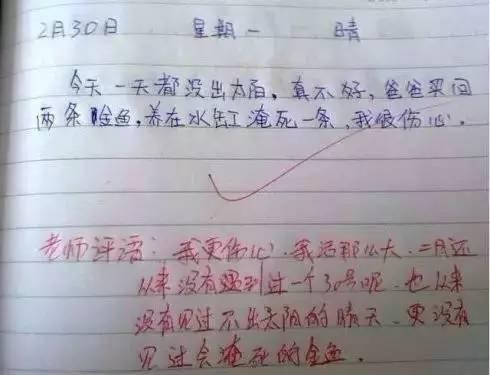 2月30日 星期一 晴
今天一天都没出太阳,真不好,爸爸买回
两条金鱼,养在水缸淹死一条,我很伤心。
老师评语:我更伤心.我活那么大.二月还
从来没有遇到过一个30号呢.也从来
没有见过不出太阳的晴天.更没有
见过会淹死的金鱼.